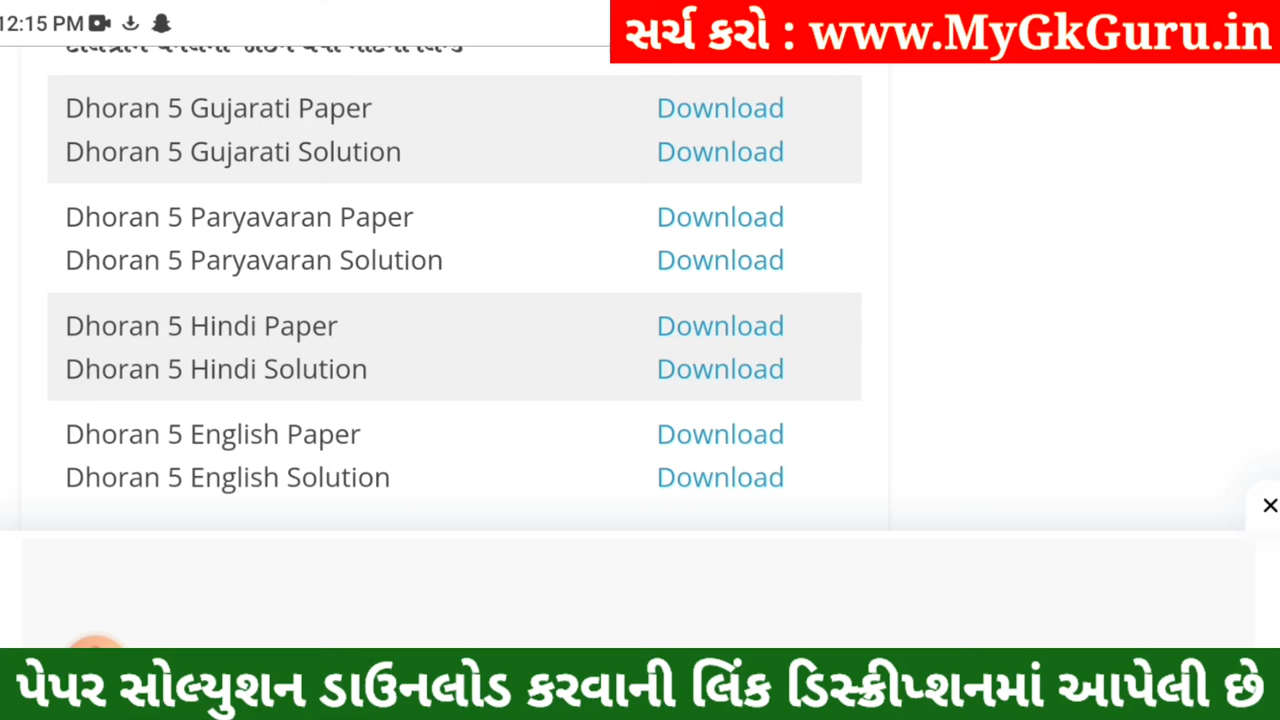 12:15 PM
સર્ચ કરો : www.MyGkGuru.in
Dhoran 5 Gujarati Paper Download
Dhoran 5 Gujarati Solution Download
Dhoran 5 Paryavaran Paper Download
Dhoran 5 Paryavaran Solution Download
Dhoran 5 Hindi Paper Download
Dhoran 5 Hindi Solution Download
Dhoran 5 English Paper Download
Dhoran 5 English Solution Download
પેપર સોલ્યુશન ડાઉનલોડ કરવાની લિંક ડિસ્ક્રીપ્શનમાં આપેલી છે